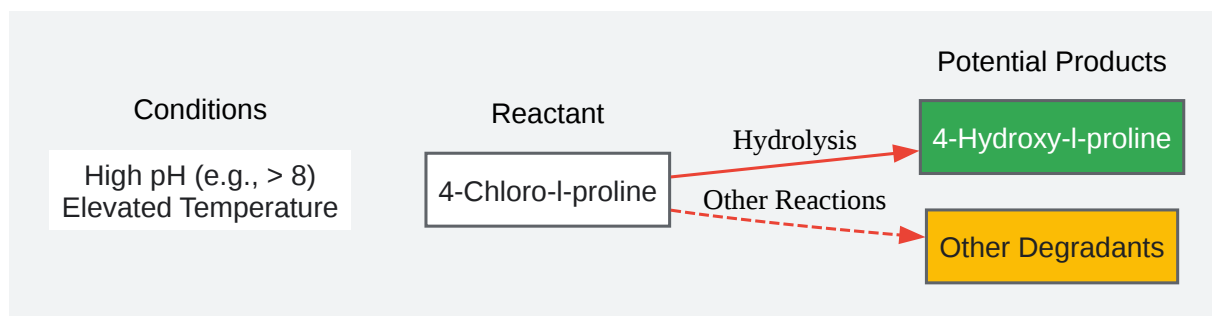 Conditions
High pH (e.g., > 8)
Elevated Temperature
Reactant
4-Chloro-l-proline
Hydrolysis
Other Reactions
Potential Products
4-Hydroxy-l-proline
Other Degradants